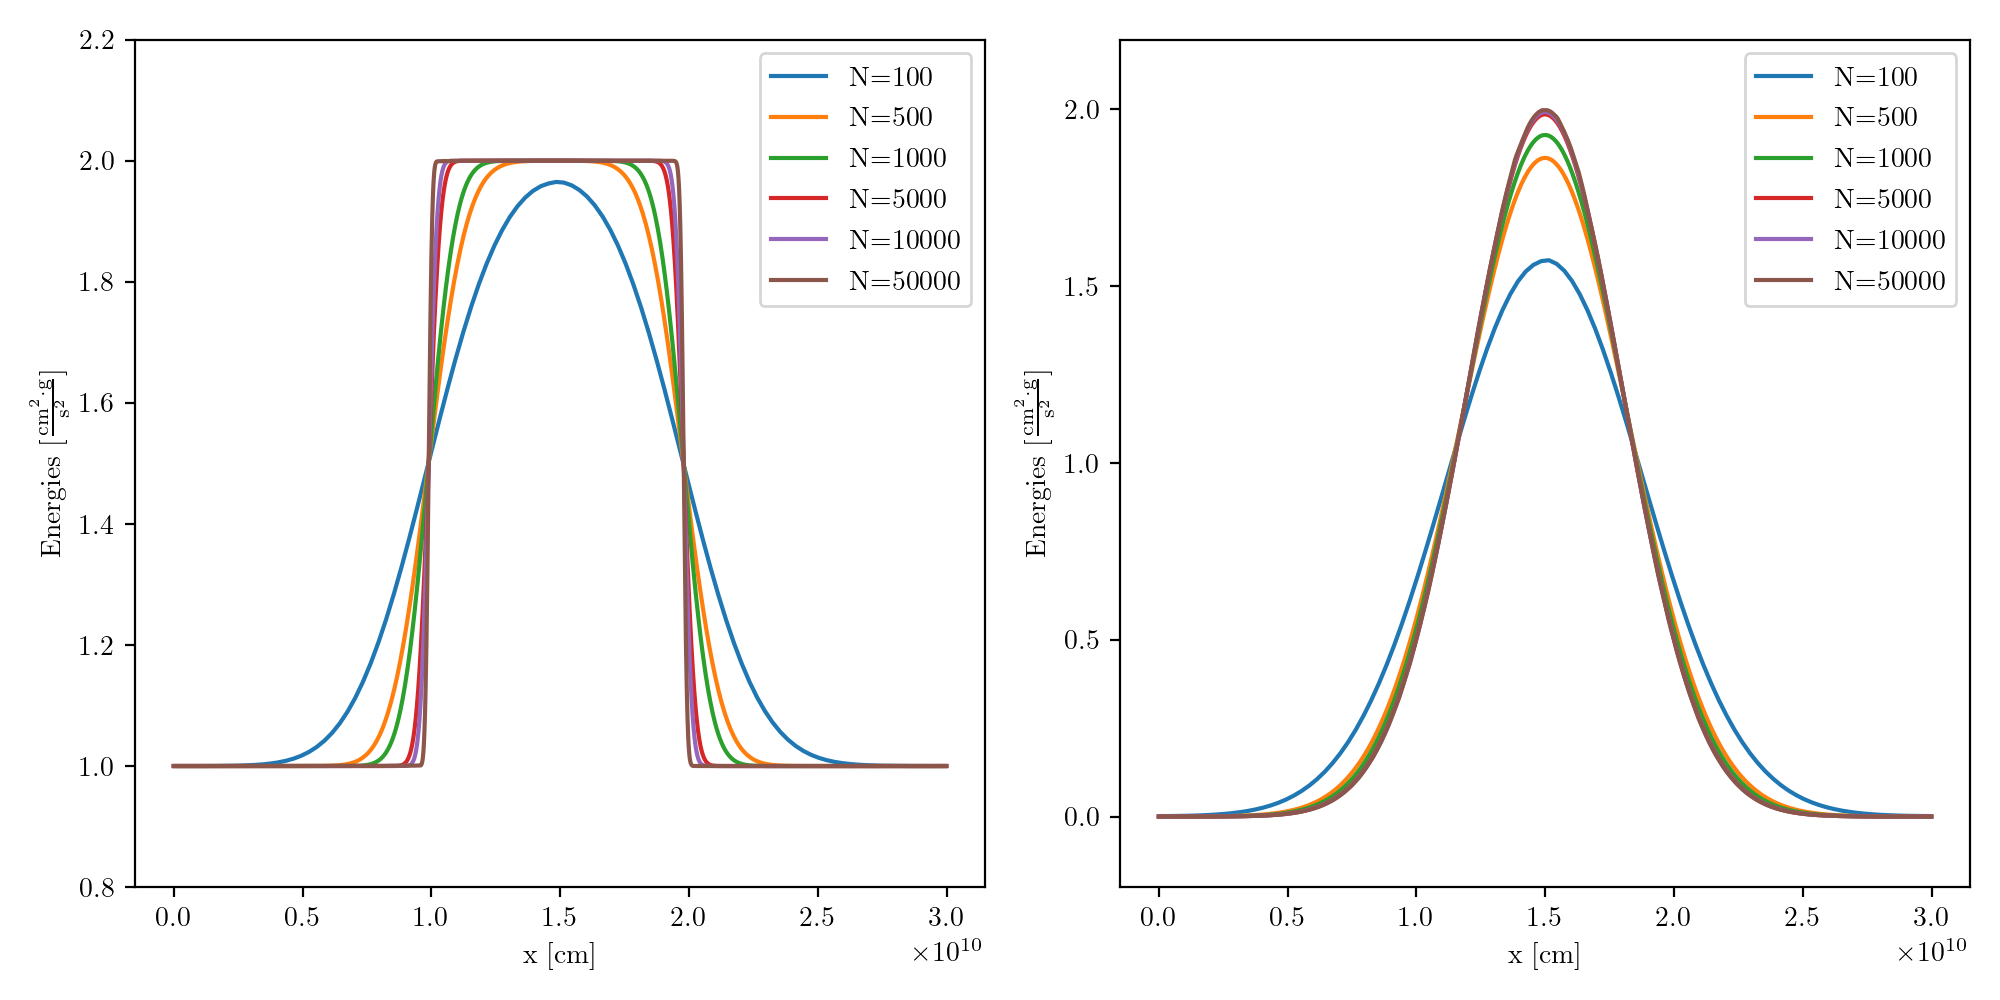 2.2
2.0
1.8
1.6
1.4
1.2
1.0
0.8
Energies [cm²·g/s²]
0.0 0.5 1.0 1.5 2.0 2.5 3.0
×10¹⁰
x [cm]
N=100
N=500
N=1000
N=5000
N=10000
N=50000
2.0
1.5
1.0
0.5
0.0
Energies [cm²·g/s²]
0.0 0.5 1.0 1.5 2.0 2.5 3.0
×10¹⁰
x [cm]
N=100
N=500
N=1000
N=5000
N=10000
N=50000